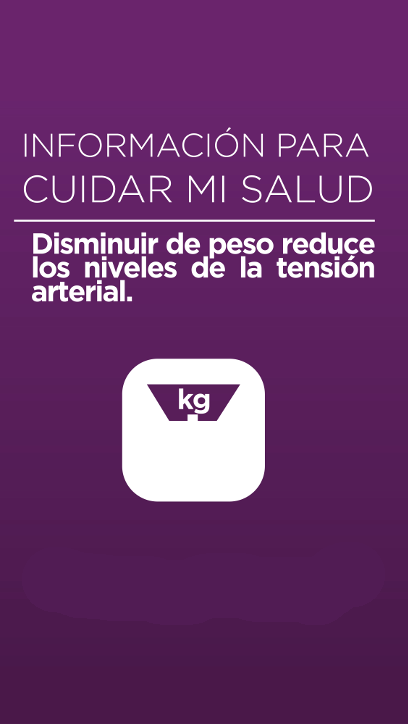 INFORMACIÓN PARA
CUIDAR MI SALUD
Disminuir de peso reduce
los niveles de la tensión
arterial.
kg